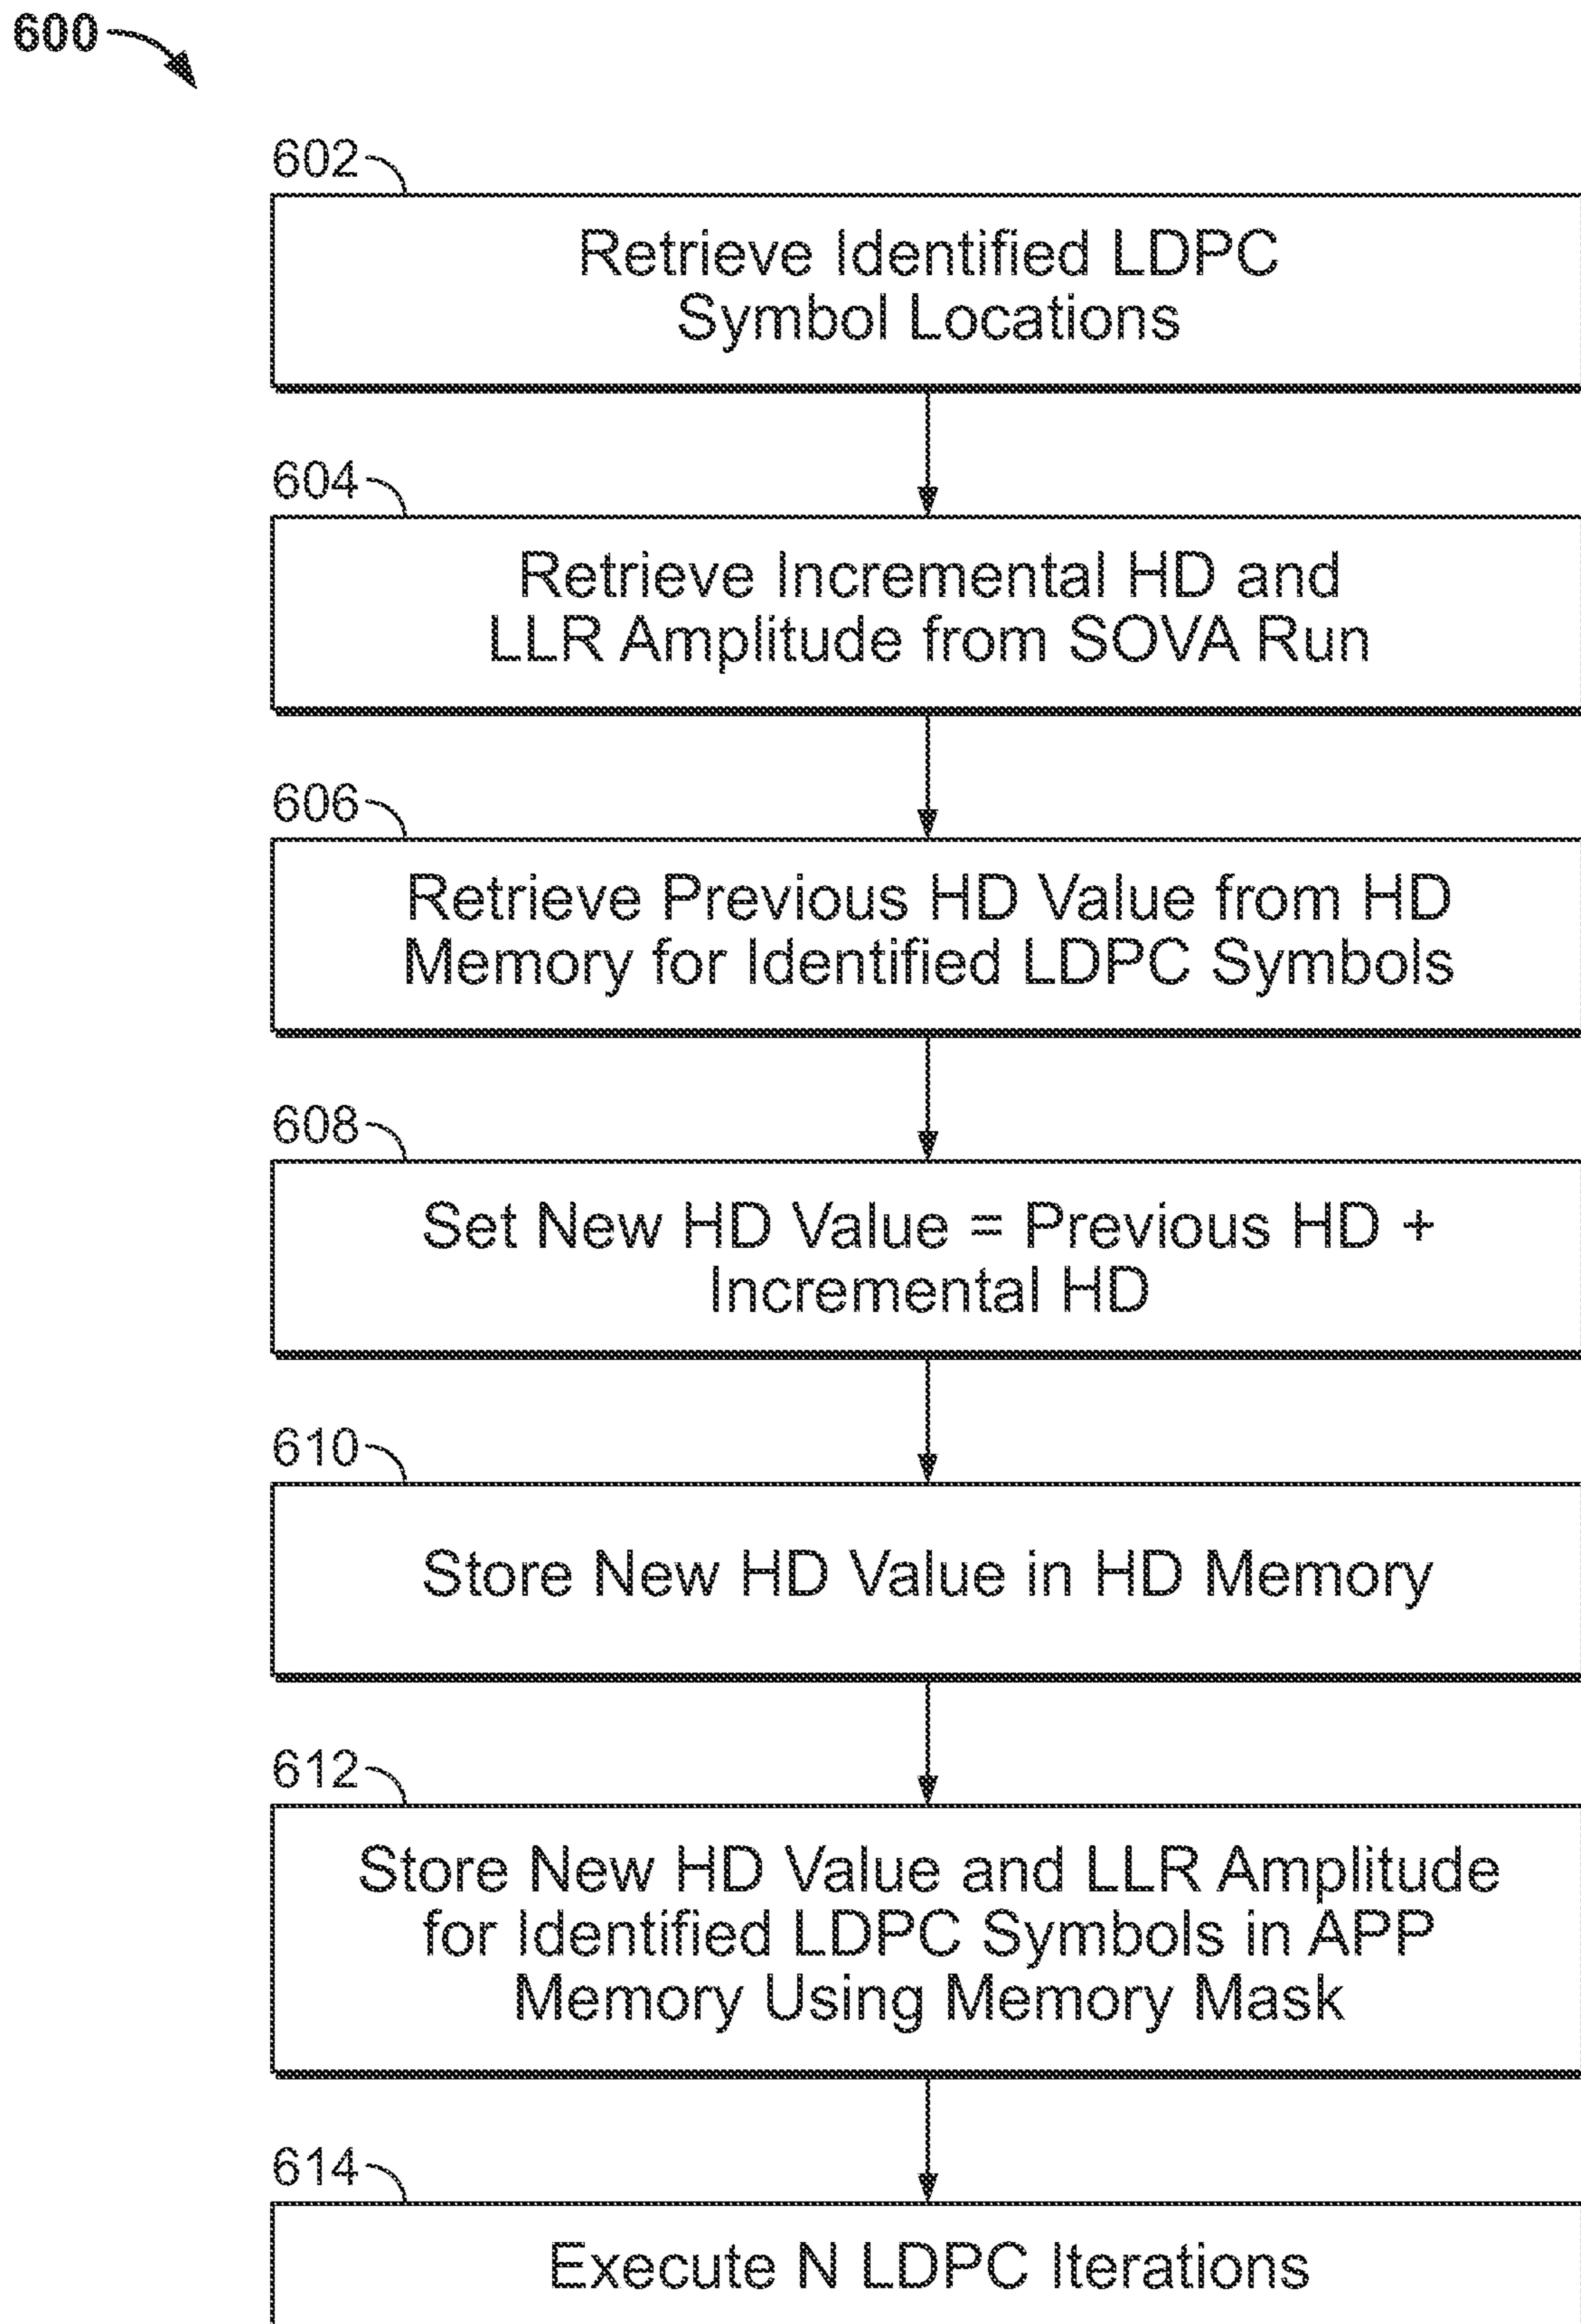 600
602
Retrieve Identified LDPC
Symbol Locations
604
Retrieve Incremental HD and
LLR Amplitude from SOVA Run
606
Retrieve Previous HD Value from HD
Memory for Identified LDPC Symbols
608
Set New HD Value = Previous HD +
Incremental HD
610
Store New HD Value in HD Memory
612
Store New HD Value and LLR Amplitude
for Identified LDPC Symbols in APP
Memory Using Memory Mask
614
Execute N LDPC Iterations